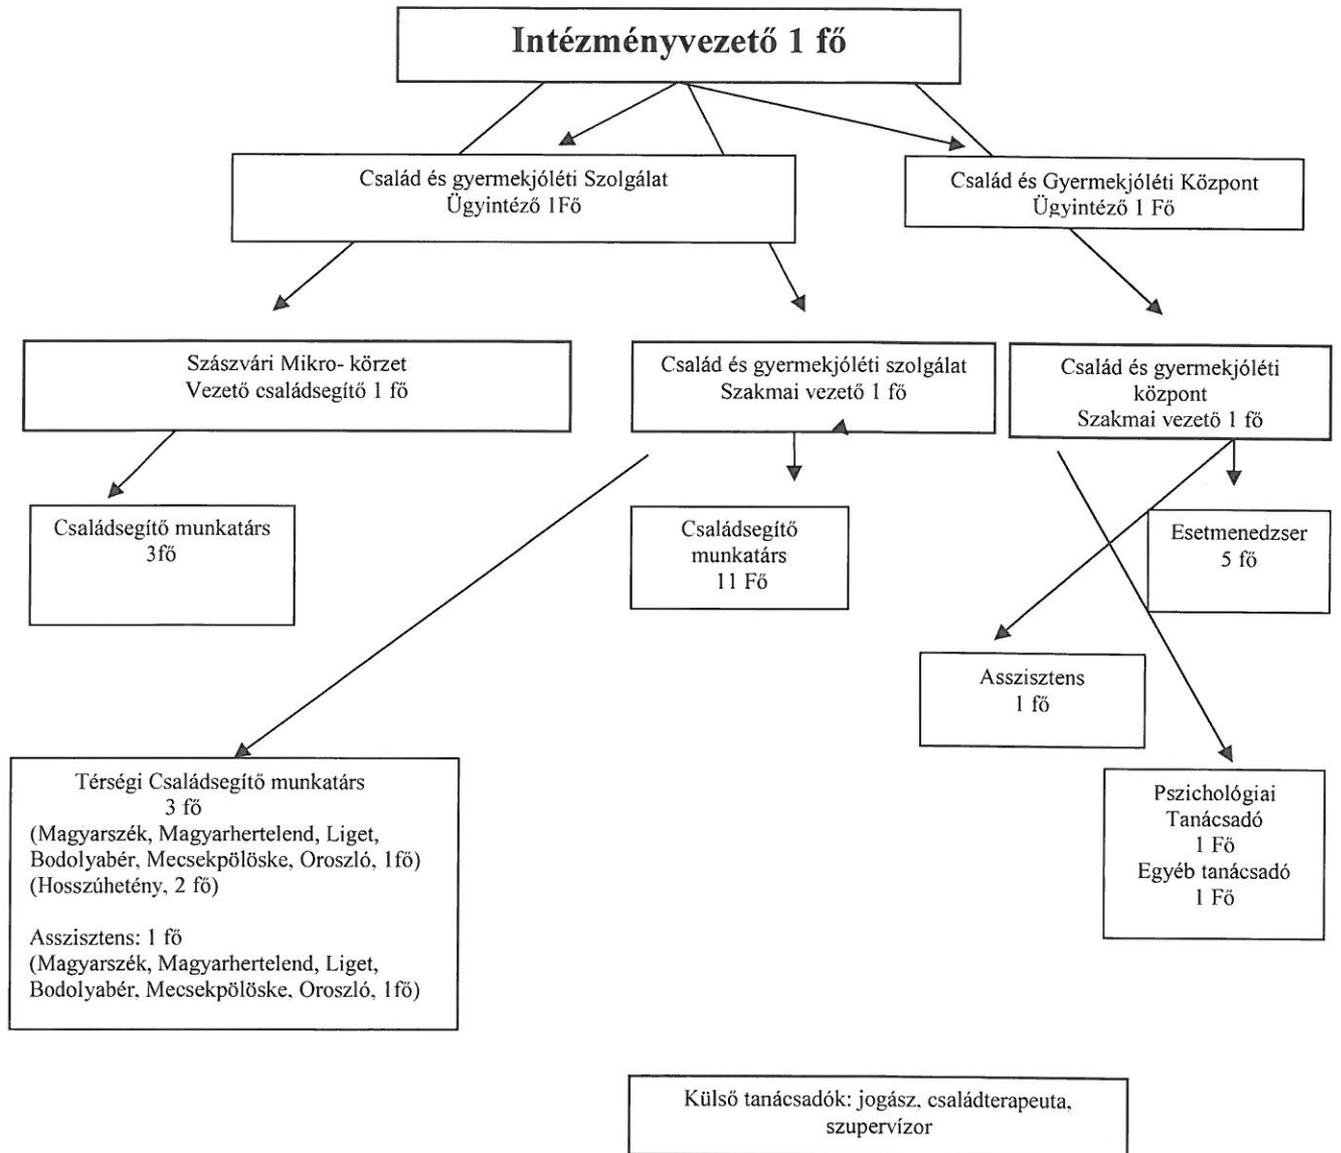 Intézményvezető 1 fő
Család és gyermekjóléti Szolgálat
Ügyintéző 1Fő
Család és Gyermekjóléti Központ
Ügyintéző 1 Fő
Szászvári Mikro- körzet
Vezető családsegítő 1 fő
Család és gyermekjóléti szolgálat
Szakmai vezető 1 fő
Család és gyermekjóléti
központ
Szakmai vezető 1 fő
Családsegítő munkatárs
3fő
Családsegítő
munkatárs
11 Fő
Esetmenedzser
5 fő
Asszisztens
1 fő
Térségi Családsegítő munkatárs
3 fő
(Magyarszék, Magyarhertelend, Liget,
Bodolyabér, Mecsekpölöske, Oroszló, 1fő)
(Hosszúhetény, 2 fő)
Asszisztens: 1 fő
(Magyarszék, Magyarhertelend, Liget,
Bodolyabér, Mecsekpölöske, Oroszló, 1fő)
Pszichológiai
Tanácsadó
1 Fő
Egyéb tanácsadó
1 Fő
Külső tanácsadók: jogász, családterapeuta,
szupervízor